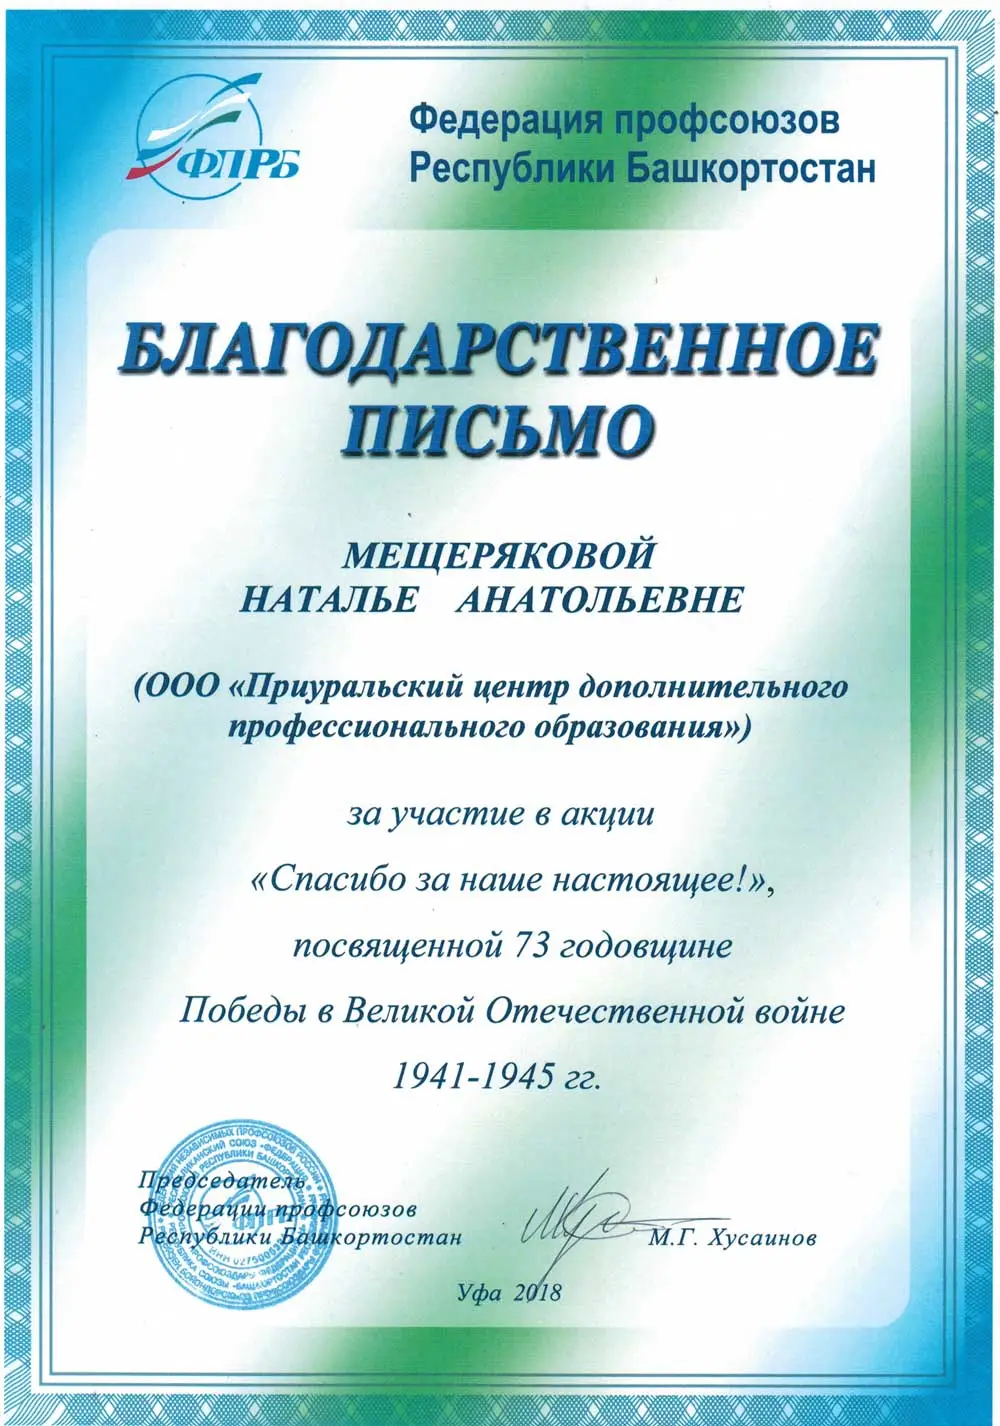 ФПРБ
Федерация профсоюзов
Республики Башкортостан
БЛАГОДАРСТВЕННОЕ
ПИСЬМО
МЕЩЕРЯКОВОЙ
НАТАЛЬЕ АНАТОЛЬЕВНЕ
(ООО «Приуральский центр дополнительного
профессионального образования»)
за участие в акции
«Спасибо за наше настоящее!»,
посвященной 73 годовщине
Победы в Великой Отечественной войне
1941-1945 гг.
Председатель
Федерации профсоюзов
Республики Башкортостан
М.Г. Хусаинов
Уфа 2018